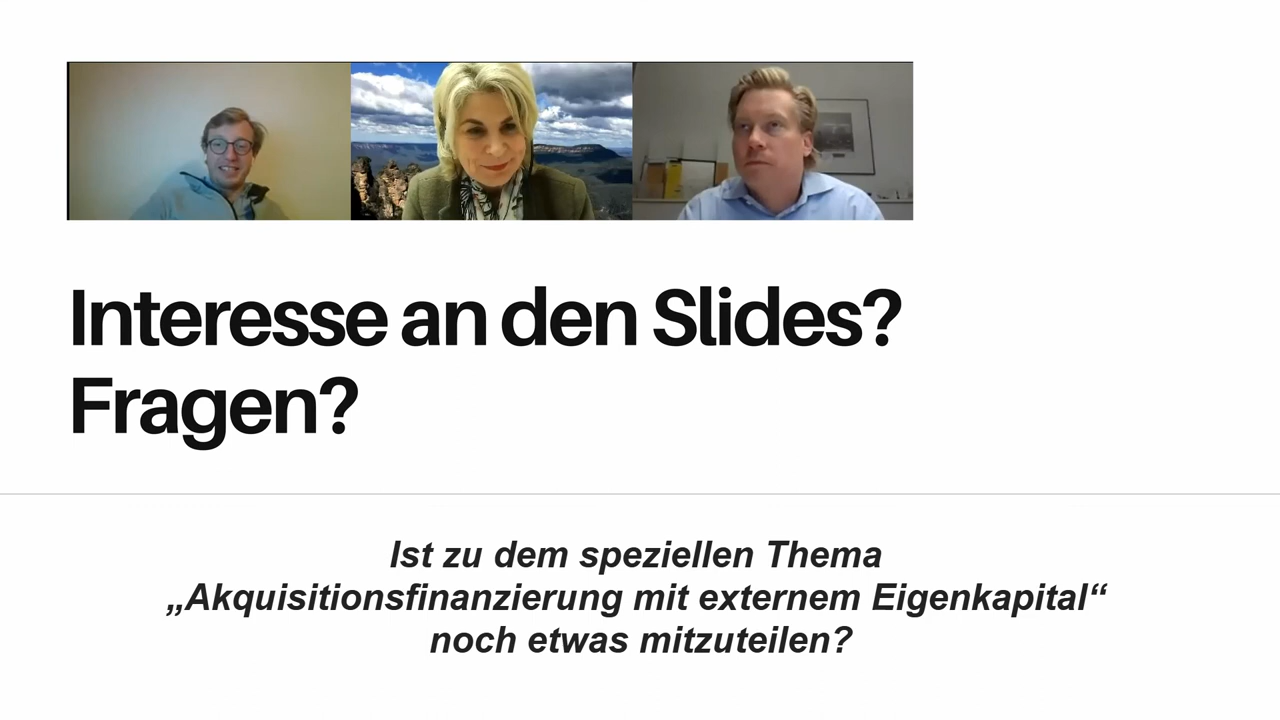 Interesse an den Slides?
Fragen?
Ist zu dem speziellen Thema
„Akquisitionsfinanzierung mit externem Eigenkapital“
noch etwas mitzuteilen?